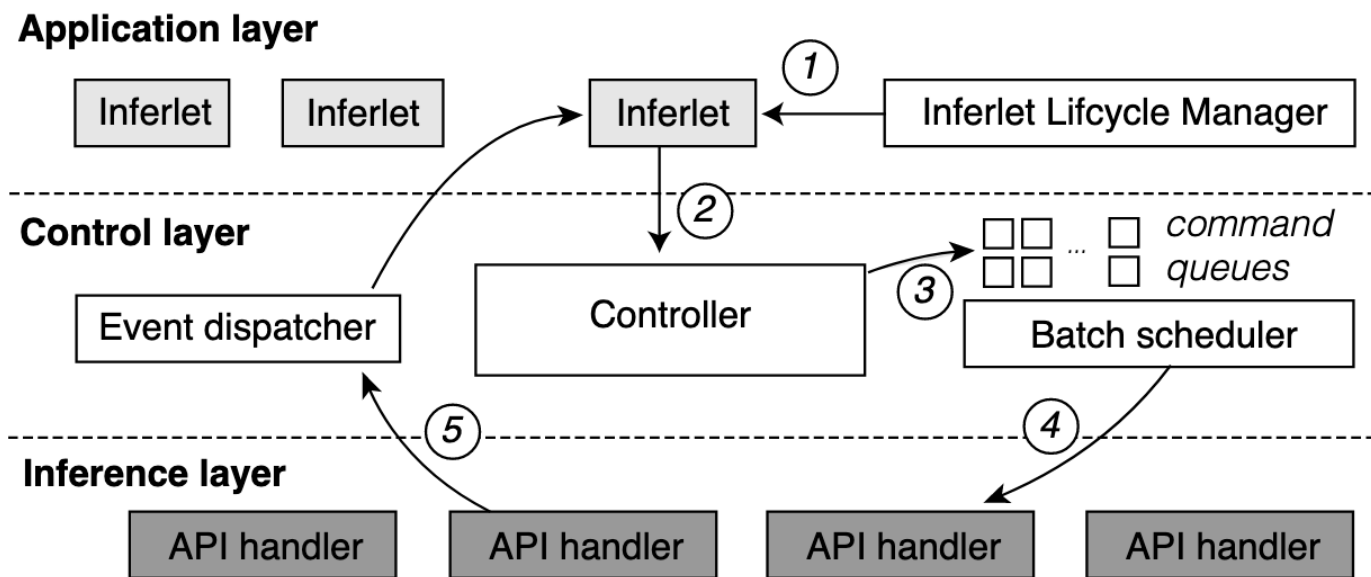 Application layer
1
Inferlet Inferlet Inferlet Inferlet Lifcycle Manager
2
Control layer
command
... queues
3
Event dispatcher Controller Batch scheduler
5 4
Inference layer
API handler API handler API handler API handler